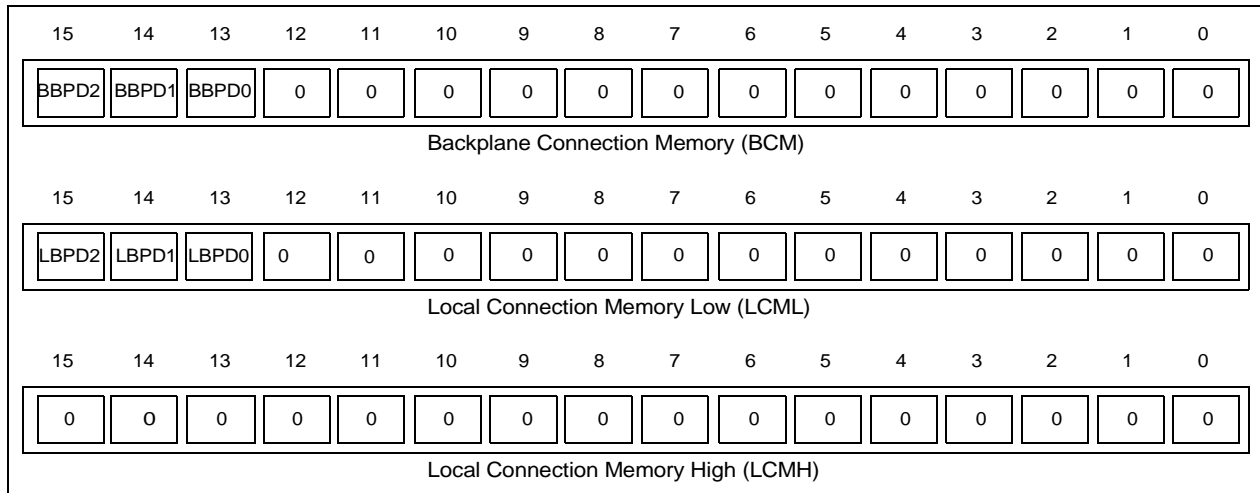 15 14 13 12 11 10 9 8 7 6 5 4 3 2 1 0
BBPD2 BBPD1 BBPD0 0 0 0 0 0 0 0 0 0 0 0 0 0
Backplane Connection Memory (BCM)
15 14 13 12 11 10 9 8 7 6 5 4 3 2 1 0
LBPD2 LBPD1 LBPD0 0 0 0 0 0 0 0 0 0 0 0 0 0
Local Connection Memory Low (LCML)
15 14 13 12 11 10 9 8 7 6 5 4 3 2 1 0
0 0 0 0 0 0 0 0 0 0 0 0 0 0 0 0
Local Connection Memory High (LCMH)